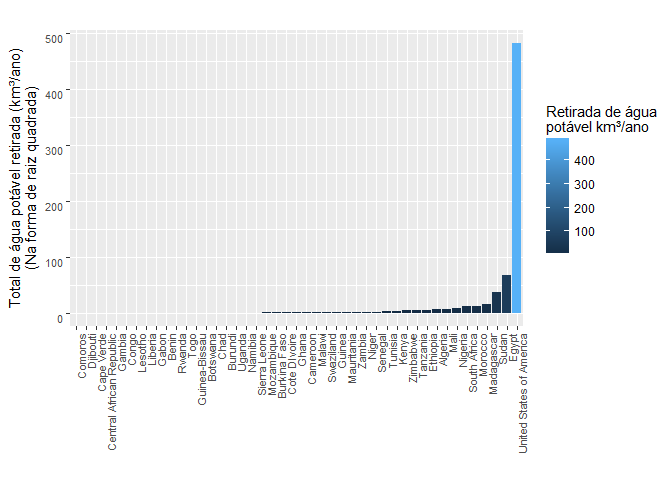 Total de água potável retirada (km³/ano)
(Na forma de raiz quadrada)
500
400
300
200
100
0
Comoros
Djibouti
Cape Verde
Central African Republic
Gambia
Congo
Lesotho
Liberia
Gabon
Benin
Rwanda
Togo
Guinea-Bissau
Botswana
Chad
Burundi
Uganda
Namibia
Sierra Leone
Mozambique
Burkina Faso
Cote DIvoire
Ghana
Cameroon
Malawi
Swaziland
Guinea
Mauritania
Zambia
Niger
Senegal
Tunisia
Kenya
Zimbabwe
Tanzania
Ethiopia
Algeria
Mali
Nigeria
South Africa
Morocco
Madagascar
Sudan
Egypt
United States of America
Retirada de água
potável km³/ano
400
300
200
100